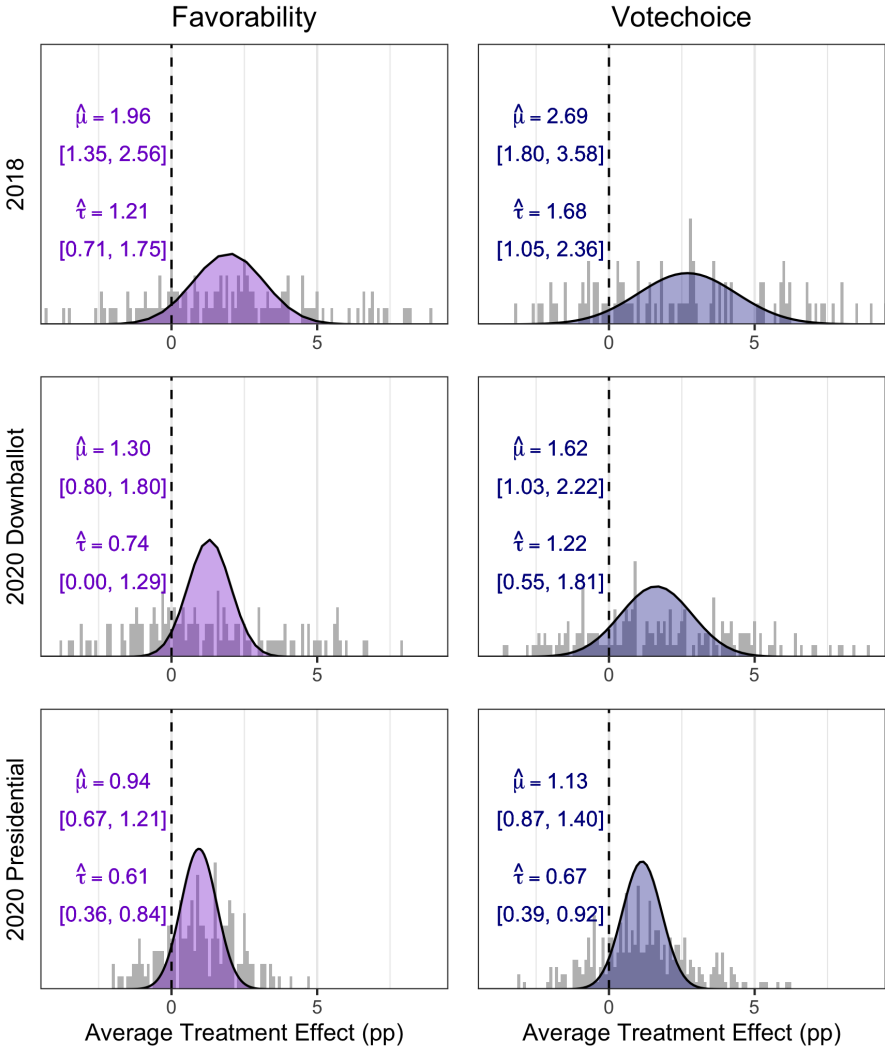 Favorability Votechoice
2018
μ̂ = 1.96
[1.35, 2.56]
τ̂ = 1.21
[0.71, 1.75]
0 5
μ̂ = 2.69
[1.80, 3.58]
τ̂ = 1.68
[1.05, 2.36]
0 5
2020 Downballot
μ̂ = 1.30
[0.80, 1.80]
τ̂ = 0.74
[0.00, 1.29]
0 5
μ̂ = 1.62
[1.03, 2.22]
τ̂ = 1.22
[0.55, 1.81]
0 5
2020 Presidential
μ̂ = 0.94
[0.67, 1.21]
τ̂ = 0.61
[0.36, 0.84]
0 5
μ̂ = 1.13
[0.87, 1.40]
τ̂ = 0.67
[0.39, 0.92]
0 5
Average Treatment Effect (pp) Average Treatment Effect (pp)